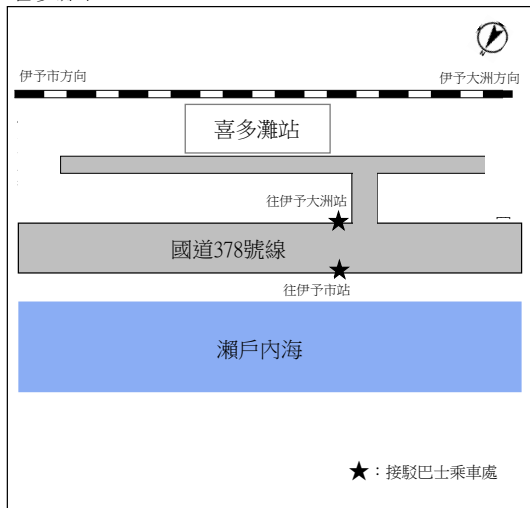 伊予市方向
伊予大洲方向
喜多灘站
往伊予大洲站
國道378號線
往伊予市站
瀨戶內海
★：接駁巴士乘車處